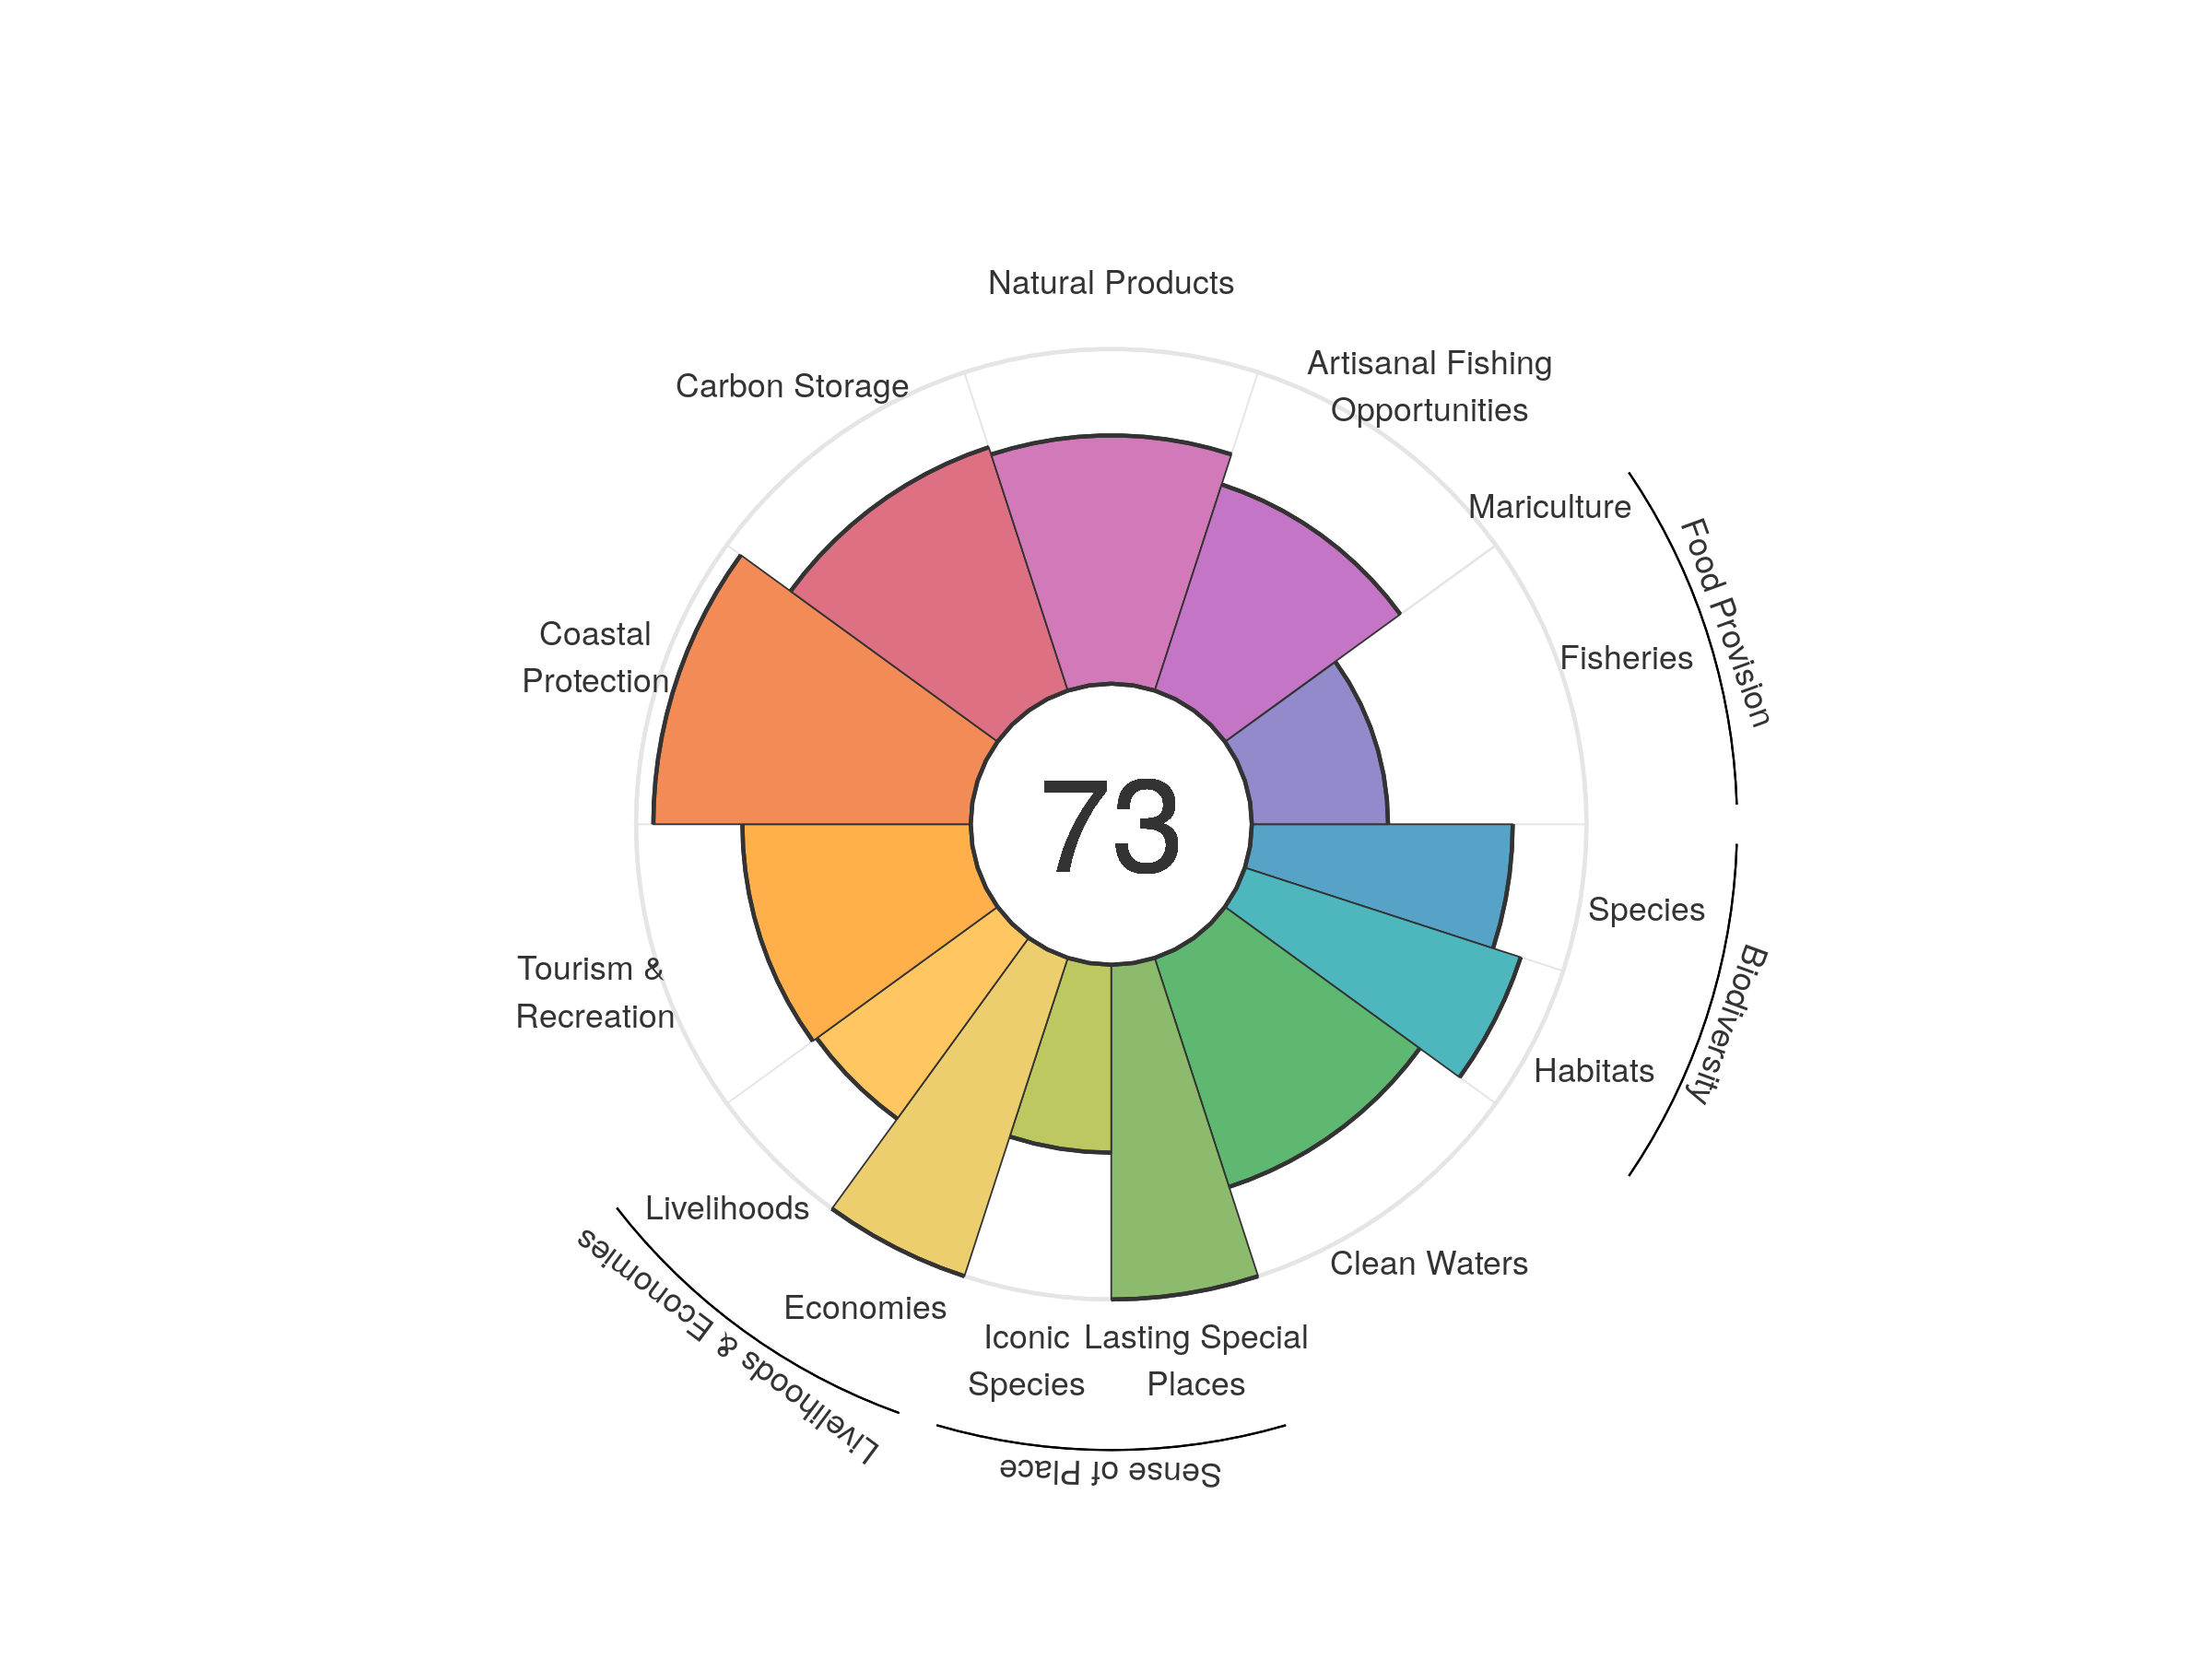 Natural Products
Artisanal Fishing
Opportunities
Carbon Storage
Mariculture
Food Provision
Fisheries
Coastal
Protection
73
Species
Biodiversity
Tourism &
Recreation
Habitats
Livelihoods
Livelihoods & Economies
Clean Waters
Economies
Iconic
Species
Lasting Special
Places
Sense of Place